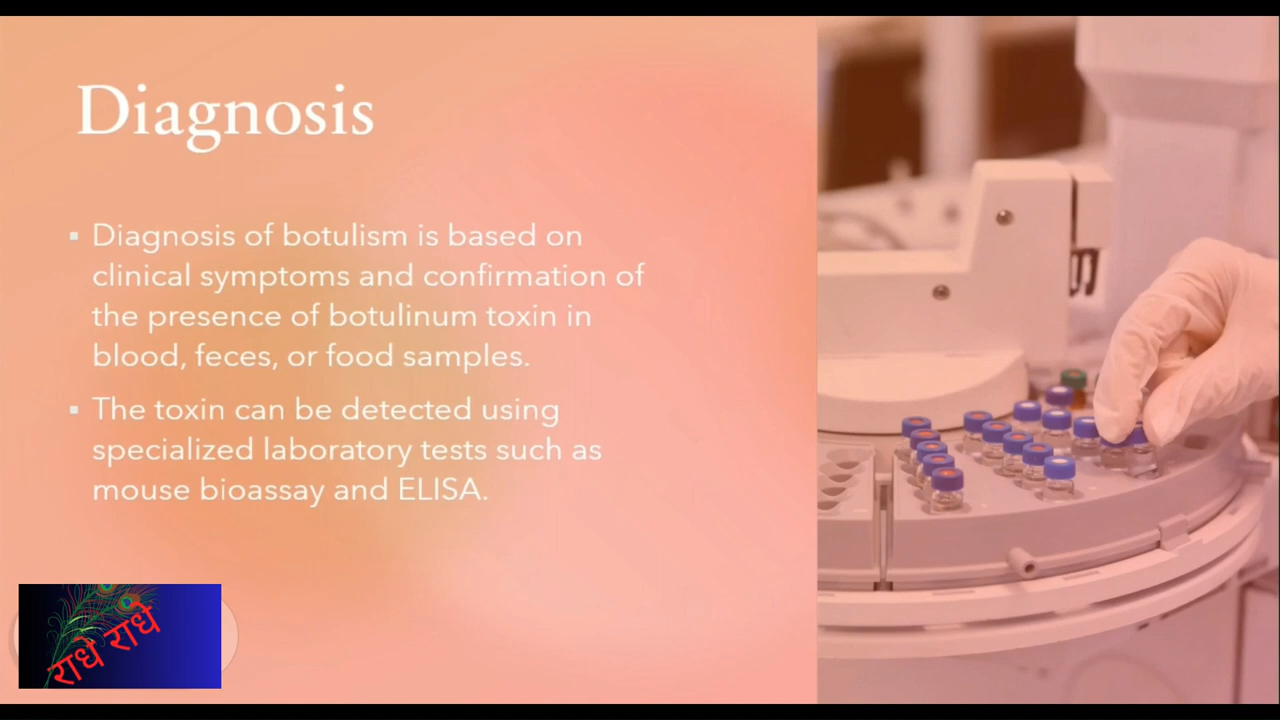 Diagnosis
▪ Diagnosis of botulism is based on
clinical symptoms and confirmation of
the presence of botulinum toxin in
blood, feces, or food samples.
▪ The toxin can be detected using
specialized laboratory tests such as
mouse bioassay and ELISA.
राधे राधे